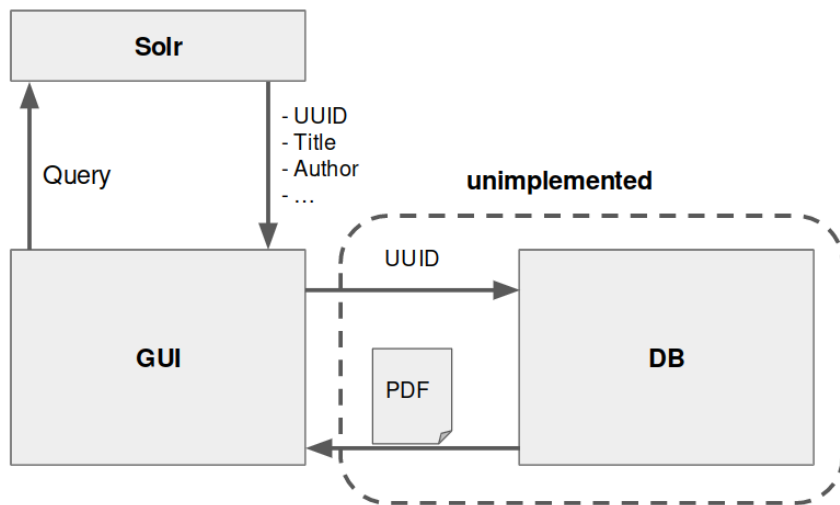 Solr
- UUID
- Title
- Author
- ...
Query
unimplemented
UUID
GUI
PDF
DB